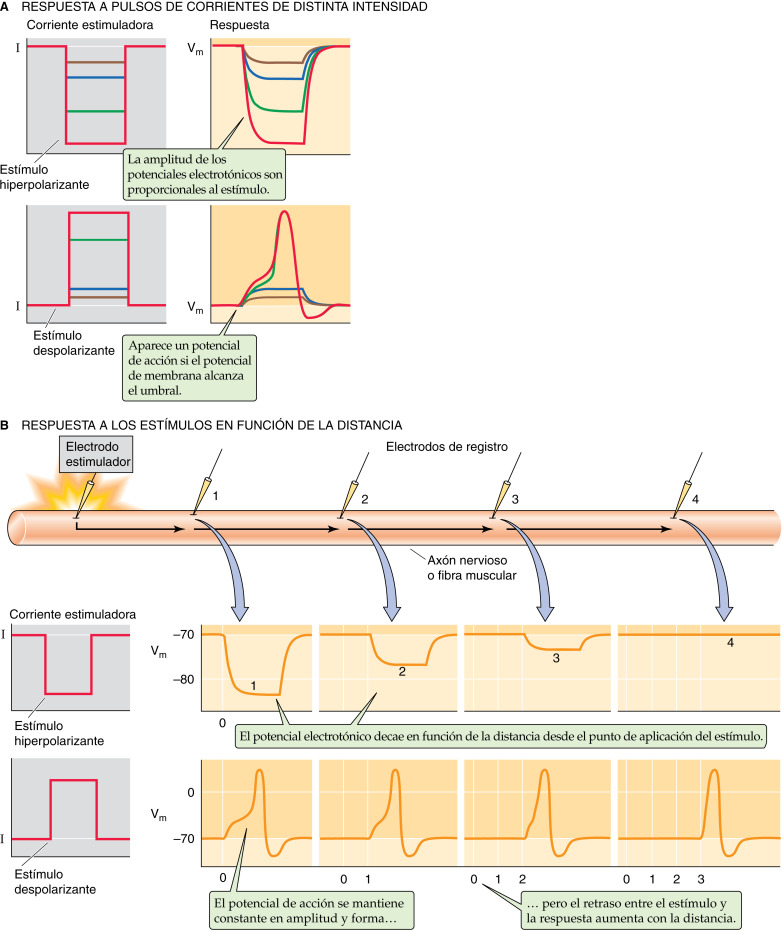 A RESPUESTA A PULSOS DE CORRIENTES DE DISTINTA INTENSIDAD
Corriente estimuladora
Respuesta
I
Vm
Estímulo
hiperpolarizante
La amplitud de los
potenciales electrotónicos son
proporcionales al estímulo.
I
Vm
Estímulo
despolarizante
Aparece un potencial
de acción si el potencial
de membrana alcanza
el umbral.
B RESPUESTA A LOS ESTÍMULOS EN FUNCIÓN DE LA DISTANCIA
Electrodo
estimulador
Electrodos de registro
1
2
3
4
Axón nervioso
o fibra muscular
Corriente estimuladora
I
Estímulo
hiperpolarizante
Vm
–70
–80
1
2
3
4
0
El potencial electrotónico decae en función de la distancia desde el punto de aplicación del estímulo.
I
Estímulo
despolarizante
Vm
0
–70
0
0 1
0 1 2
0 1 2 3
El potencial de acción se mantiene
constante en amplitud y forma…
… pero el retraso entre el estímulo y
la respuesta aumenta con la distancia.